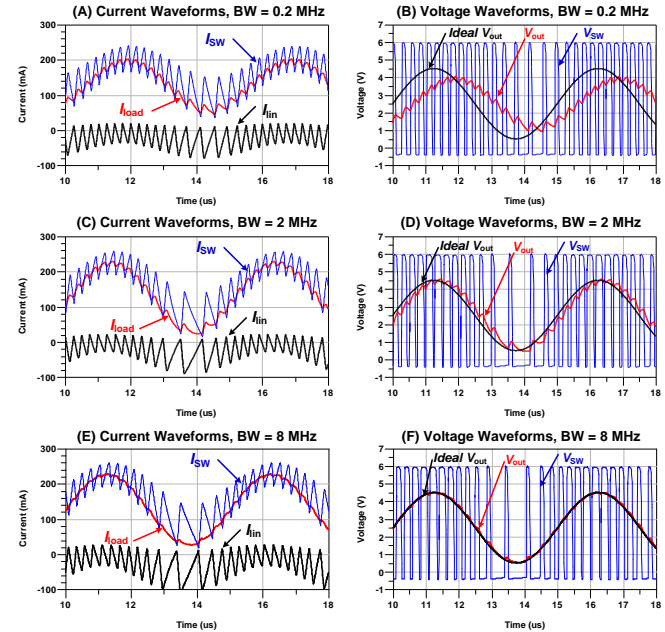 (A) Current Waveforms, BW = 0.2 MHz
300
200
100
0
-100
Current (mA)
ISW
Iload
Ilin
10 11 12 13 14 15 16 17 18
Time (us)
(B) Voltage Waveforms, BW = 0.2 MHz
7
6
5
4
3
2
1
0
-1
Voltage (V)
Ideal Vout
Vout
VSW
10 11 12 13 14 15 16 17 18
Time (us)
(C) Current Waveforms, BW = 2 MHz
300
200
100
0
-100
Current (mA)
ISW
Iload
Ilin
10 11 12 13 14 15 16 17 18
Time (us)
(D) Voltage Waveforms, BW = 2 MHz
7
6
5
4
3
2
1
0
-1
Voltage (V)
Ideal Vout
Vout
VSW
10 11 12 13 14 15 16 17 18
Time (us)
(E) Current Waveforms, BW = 8 MHz
300
200
100
0
-100
Current (mA)
ISW
Iload
Ilin
10 11 12 13 14 15 16 17 18
Time (us)
(F) Voltage Waveforms, BW = 8 MHz
7
6
5
4
3
2
1
0
-1
Voltage (V)
Ideal Vout
Vout
VSW
10 11 12 13 14 15 16 17 18
Time (us)